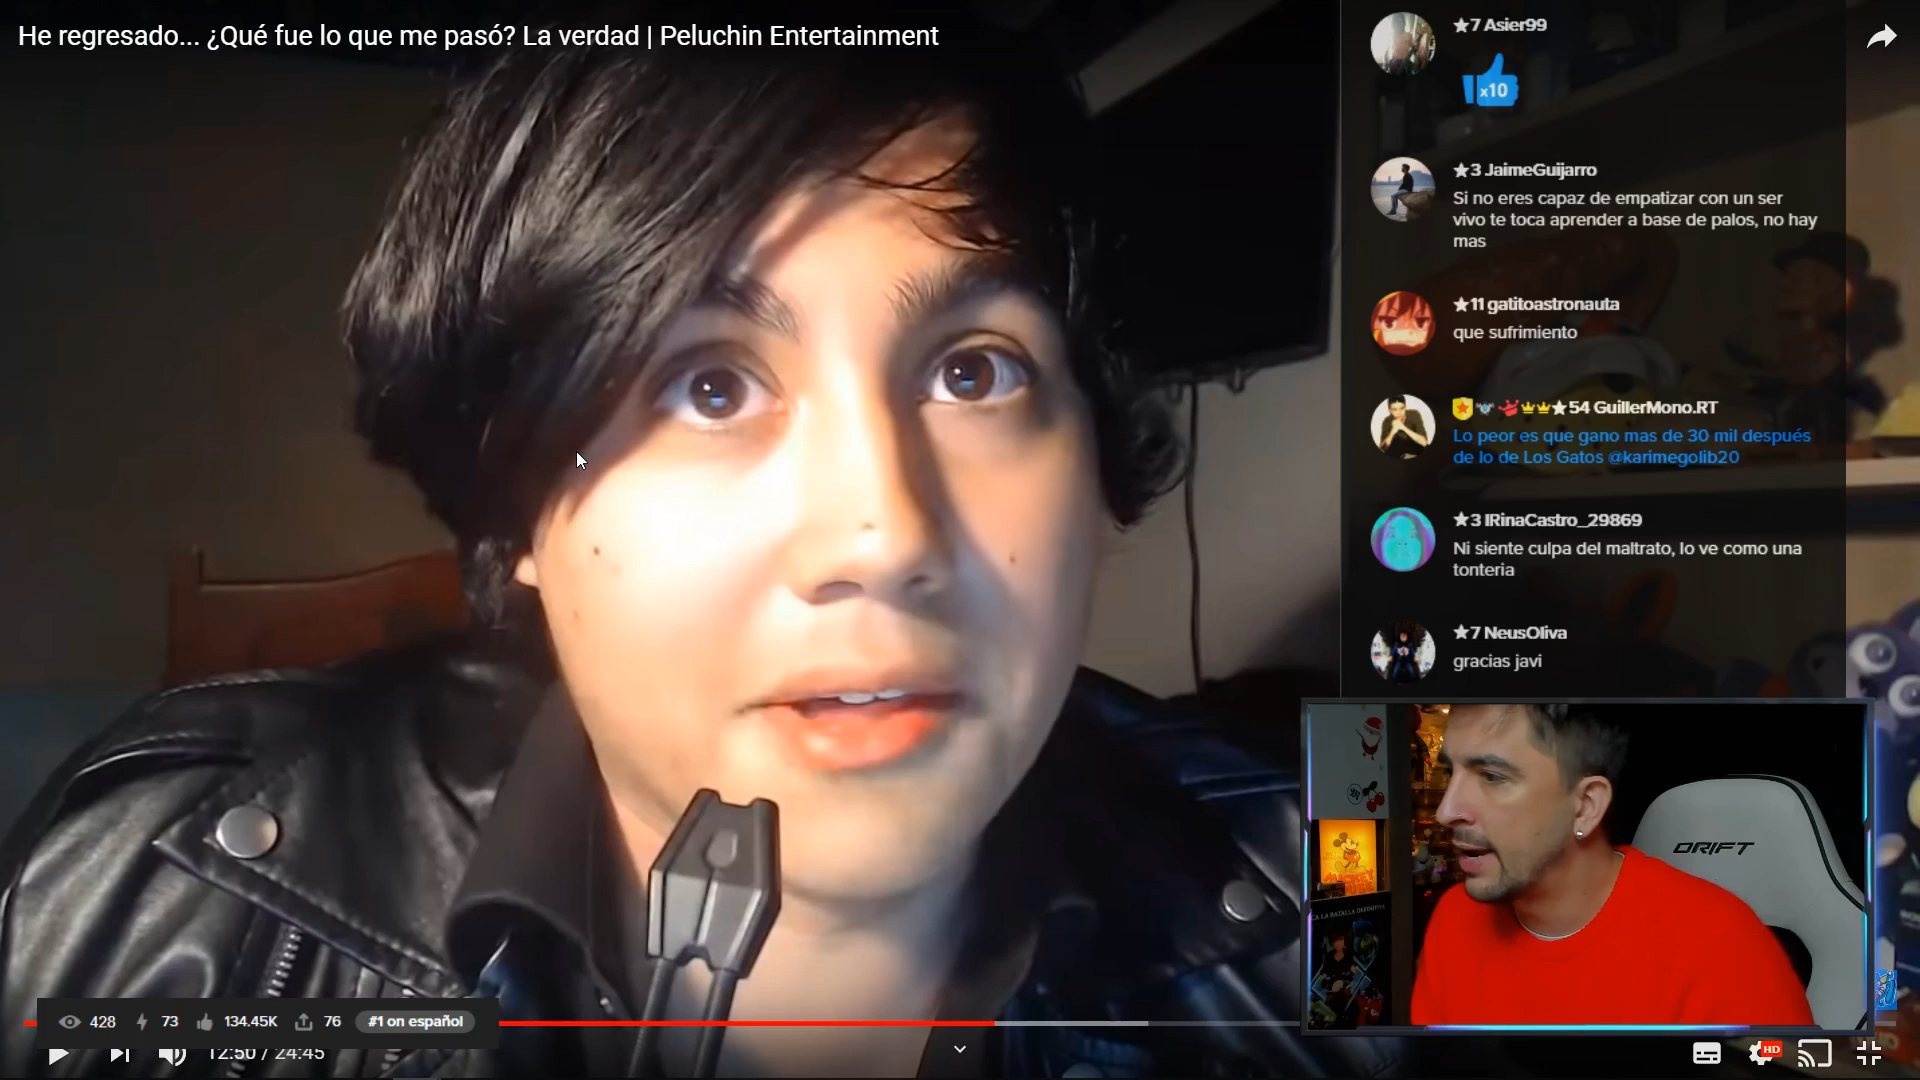 He regresado... ¿Qué fue lo que me pasó? La verdad | Peluchin Entertainment
★7 Asier99
x10
★3 JaimeGuijarro
Si no eres capaz de empatizar con un ser
vivo te toca aprender a base de palos, no hay
mas
★11 gatitoastronauta
que sufrimiento
★54 GuillerMono.RT
Lo peor es que gano mas de 30 mil después
de lo de Los Gatos @karimegolib20
★3 IRinaCastro_29869
Ni siente culpa del maltrato, lo ve como una
tonteria
★7 NeusOliva
gracias javi
DRIFT
LA BATALLA DEFINITIVA
428 73 134.45K 76 #1 on español
12:50 / 24:45
HD